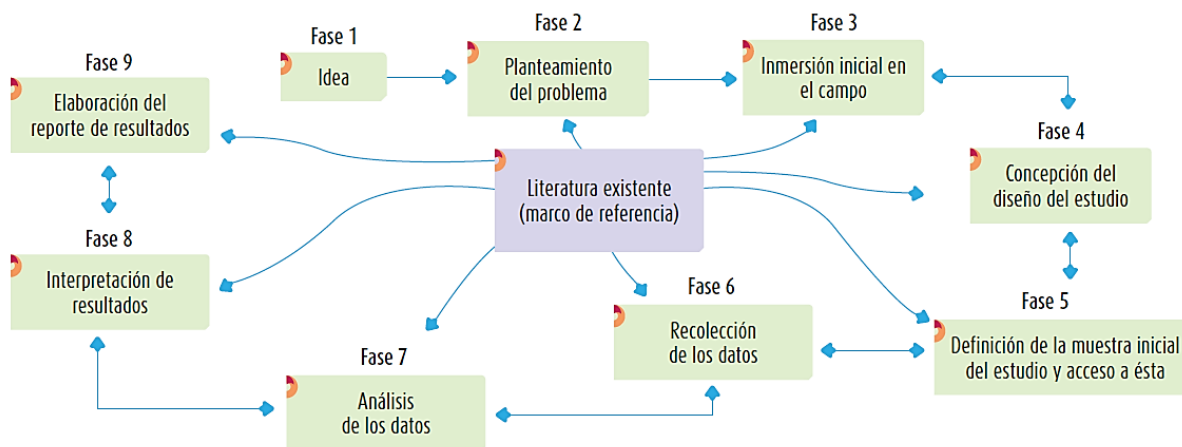 Fase 1
Idea
Fase 2
Planteamiento
del problema
Fase 3
Inmersión inicial en
el campo
Fase 4
Concepción del
diseño del estudio
Fase 5
Definición de la muestra inicial
del estudio y acceso a ésta
Fase 6
Recolección
de los datos
Fase 7
Análisis
de los datos
Fase 8
Interpretación de
resultados
Fase 9
Elaboración del
reporte de resultados
Literatura existente
(marco de referencia)